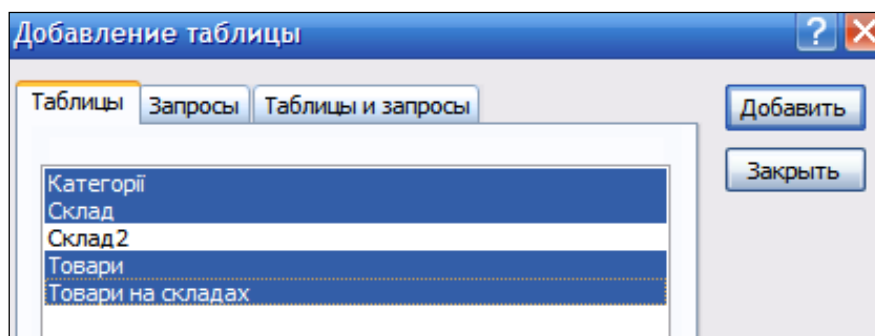 Добавление таблицы
Таблицы Запросы Таблицы и запросы
Добавить
Закрыть
Категорії
Склад
Склад2
Товари
Товари на складах